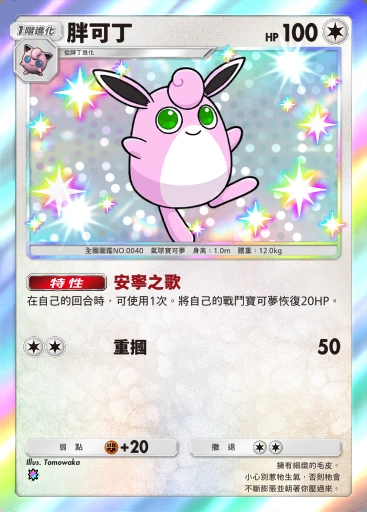 1階進化 胖可丁 HP 100
從胖丁進化
全國圖鑑NO.0040 氣球寶可夢 身高：1.0m 體重：12.0kg
特性 安寧之歌
在自己的回合時，可使用1次。將自己的戰鬥寶可夢恢復20HP。
重摑 50
弱點 +20 撤退
Illus. Tomowaka
擁有細緻的毛皮。
小心別惹牠生氣，否則牠會
不斷膨脹並朝著你壓過來。